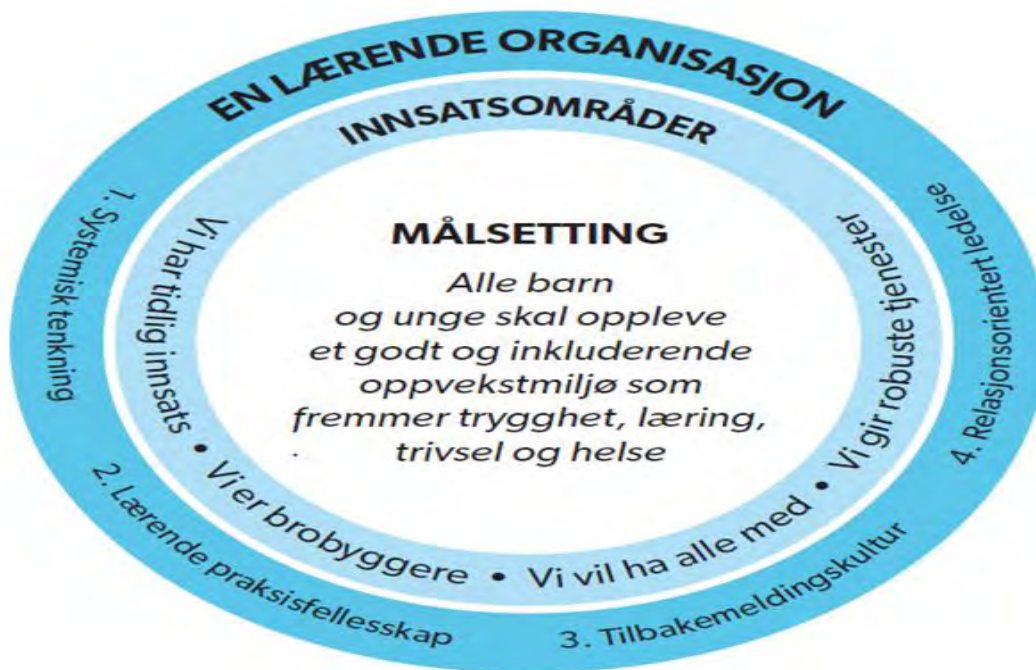 EN LÆRENDE ORGANISASJON
INNSATSOMRÅDER
MÅLSETTING
Alle barn
og unge skal oppleve
et godt og inkluderende
oppvekstmiljø som
fremmer trygghet, læring,
. trivsel og helse
Vi har tidlig innsats • Vi er brobyggere • Vi vil ha alle med • Vi gir robuste tjenester
1. Systemisk tenkning
2. Lærende praksisfellesskap
3. Tilbakemeldingskultur
4. Relasjonsorientert ledelse